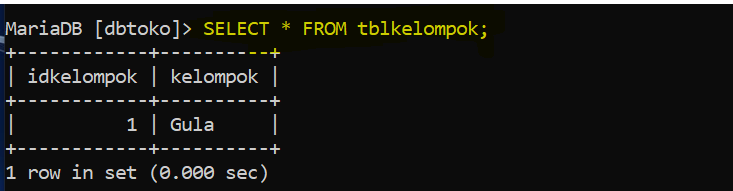 MariaDB [dbtoko]> SELECT * FROM tblkelompok;
+------------+----------+
| idkelompok | kelompok |
+------------+----------+
|          1 | Gula     |
+------------+----------+
1 row in set (0.000 sec)